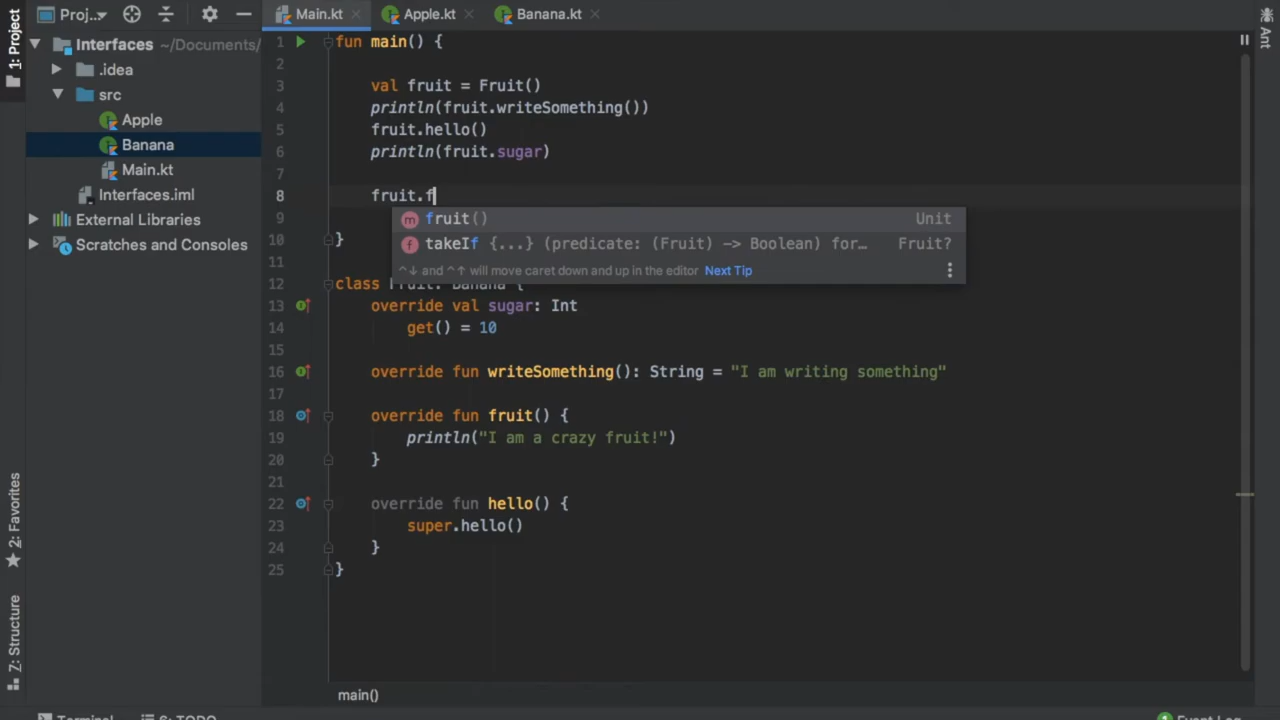 1: Project
Proj..
Main.kt
Apple.kt
Banana.kt
Ant
Interfaces ~/Documents/
.idea
src
Apple
Banana
Main.kt
Interfaces.iml
External Libraries
Scratches and Consoles
1 fun main() {
2
3 val fruit = Fruit()
4 println(fruit.writeSomething())
5 fruit.hello()
6 println(fruit.sugar)
7
8 fruit.f
fruit() Unit
takeIf {...} (predicate: (Fruit) -> Boolean) for… Fruit?
^↓ and ^↑ will move caret down and up in the editor Next Tip
9
10 }
11
12 class Fruit: Banana {
13 override val sugar: Int
14 get() = 10
15
16 override fun writeSomething(): String = "I am writing something"
17
18 override fun fruit() {
19 println("I am a crazy fruit!")
20 }
21
22 override fun hello() {
23 super.hello()
24 }
25 }
2: Favorites
Z: Structure
main()
Terminal
6: TODO
Event Log